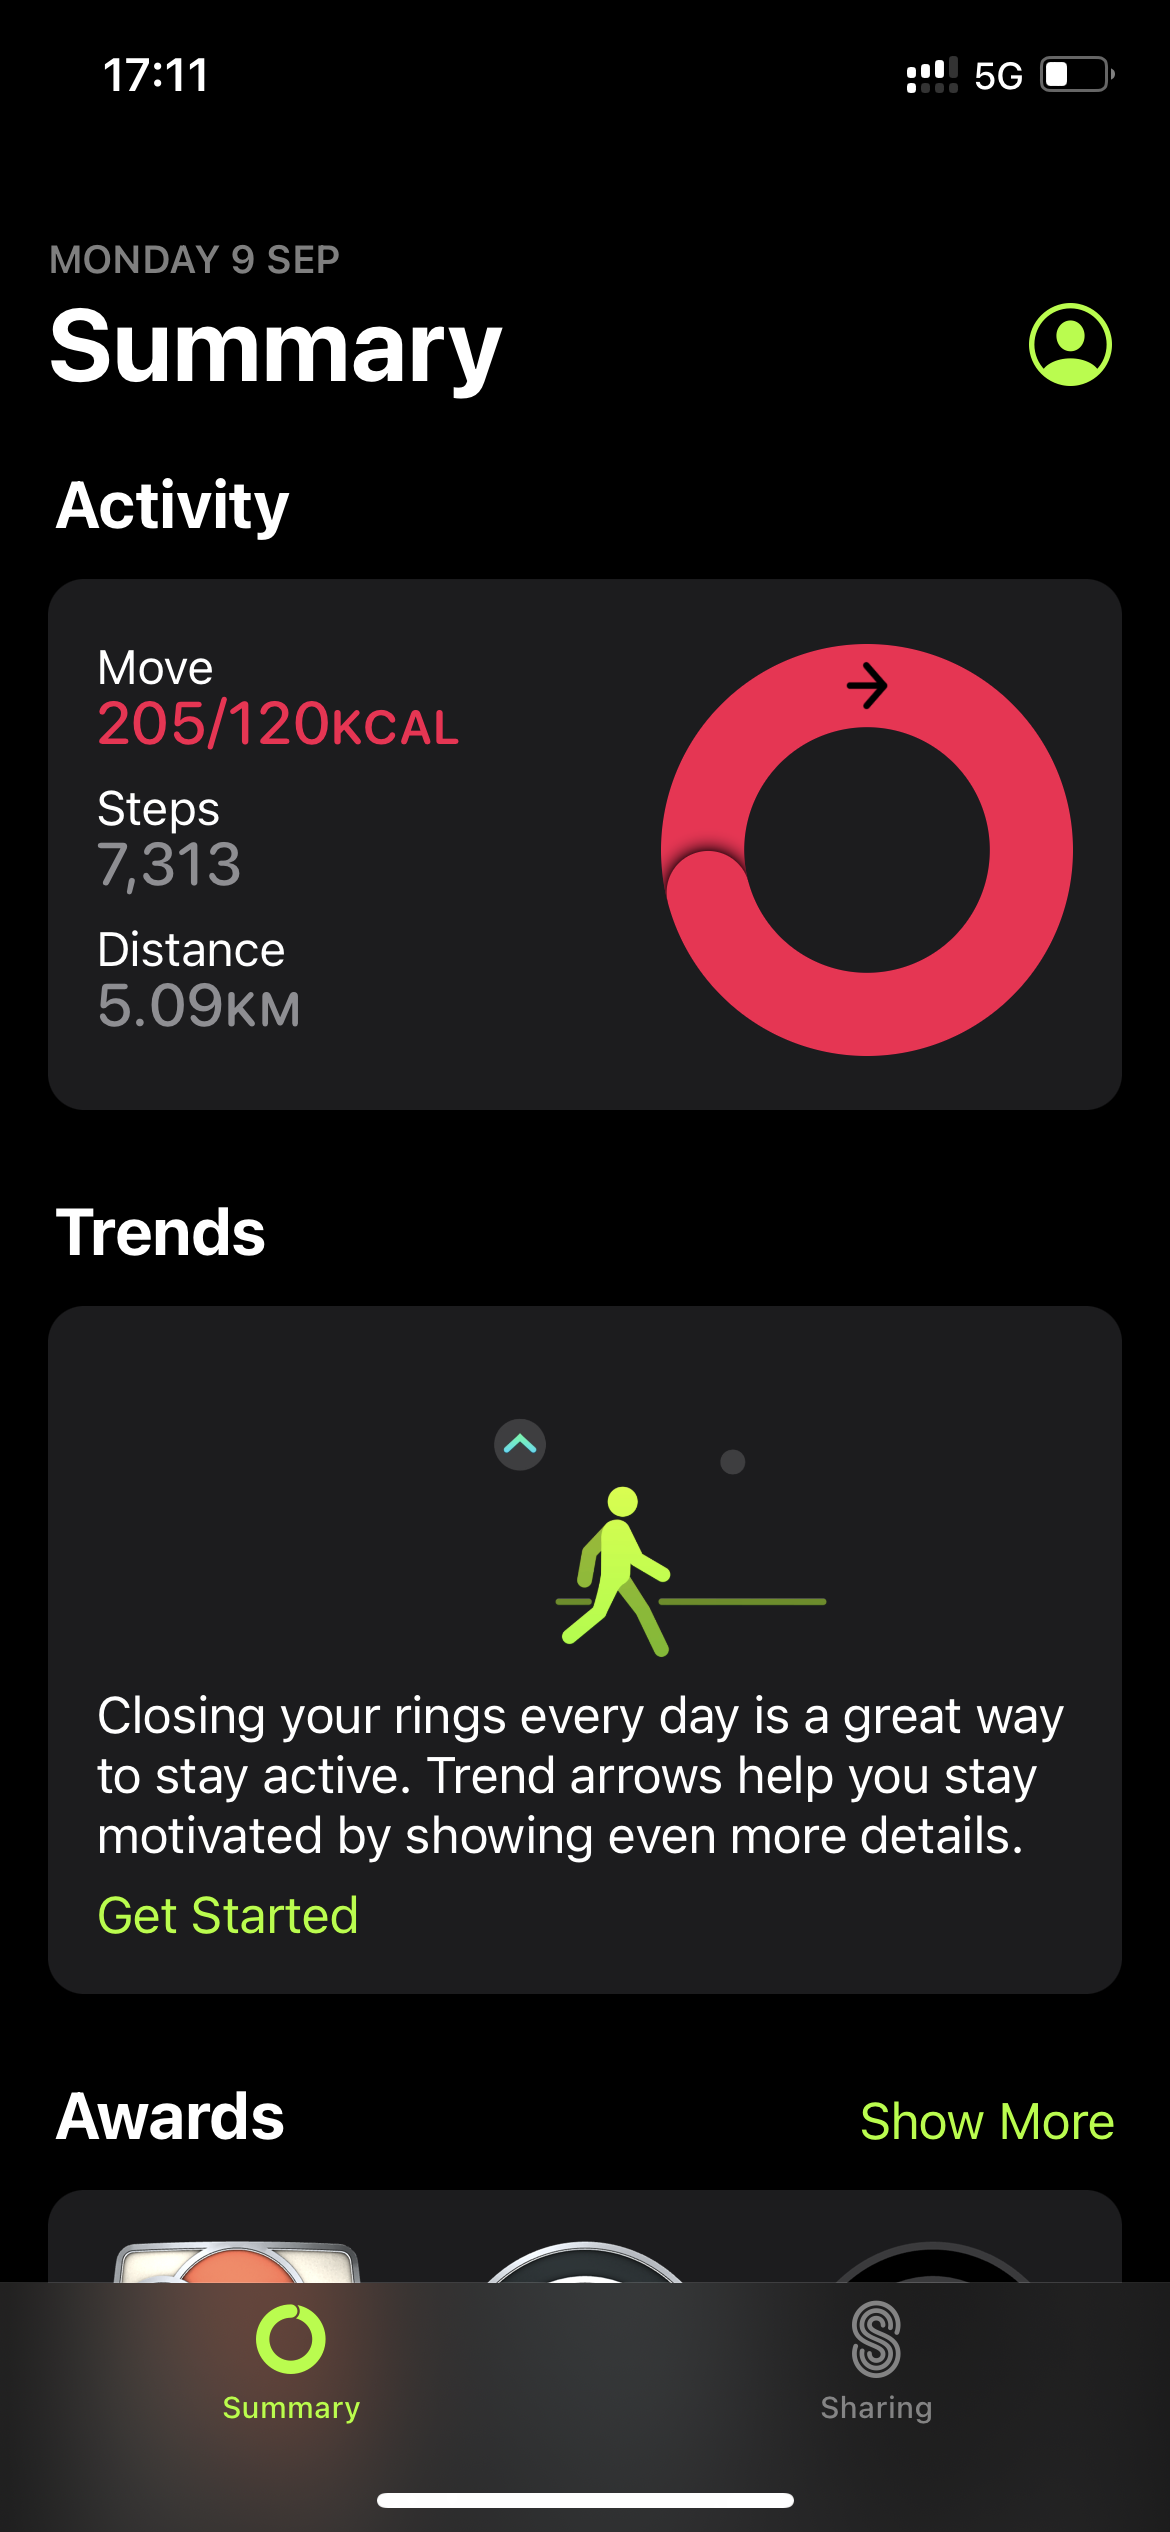 17:11
5G
MONDAY 9 SEP
Summary
Activity
Move
205/120KCAL
Steps
7,313
Distance
5.09KM
Trends
Closing your rings every day is a great way
to stay active. Trend arrows help you stay
motivated by showing even more details.
Get Started
Awards
Show More
Summary
Sharing